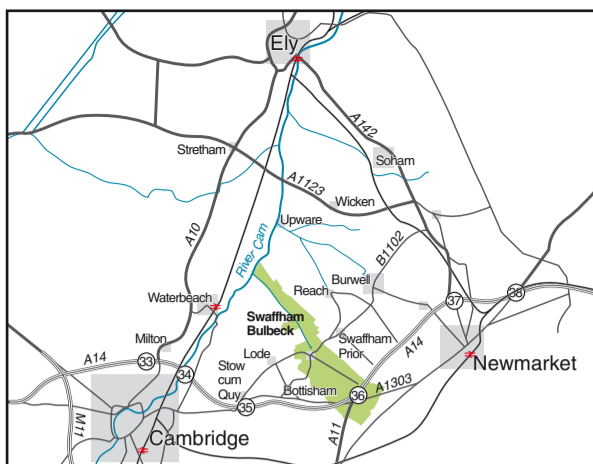 Ely
A142
Stretham
Soham
A1123
Wicken
A10
Upware
River Cam
B1102
Burwell
Reach
Waterbeach
37
38
Swaffham
Bulbeck
Milton
33
Swaffham
Prior
A14
A14
Lode
34
Stow
cum
Quy
Newmarket
A1303
Bottisham
36
35
M11
A11
Cambridge